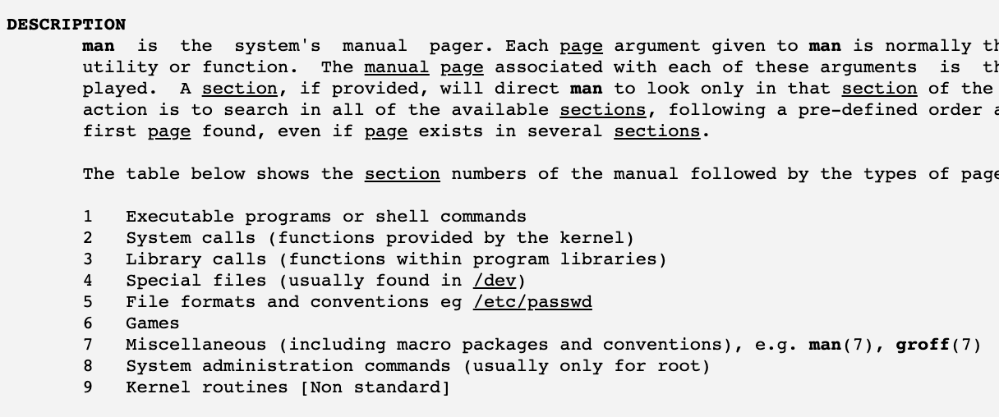 DESCRIPTION
man is the system's manual pager. Each page argument given to man is normally
utility or function. The manual page associated with each of these arguments is
played. A section, if provided, will direct man to look only in that section of the
action is to search in all of the available sections, following a pre-defined order
first page found, even if page exists in several sections.
The table below shows the section numbers of the manual followed by the types of page
1 Executable programs or shell commands
2 System calls (functions provided by the kernel)
3 Library calls (functions within program libraries)
4 Special files (usually found in /dev)
5 File formats and conventions eg /etc/passwd
6 Games
7 Miscellaneous (including macro packages and conventions), e.g. man(7), groff(7)
8 System administration commands (usually only for root)
9 Kernel routines [Non standard]